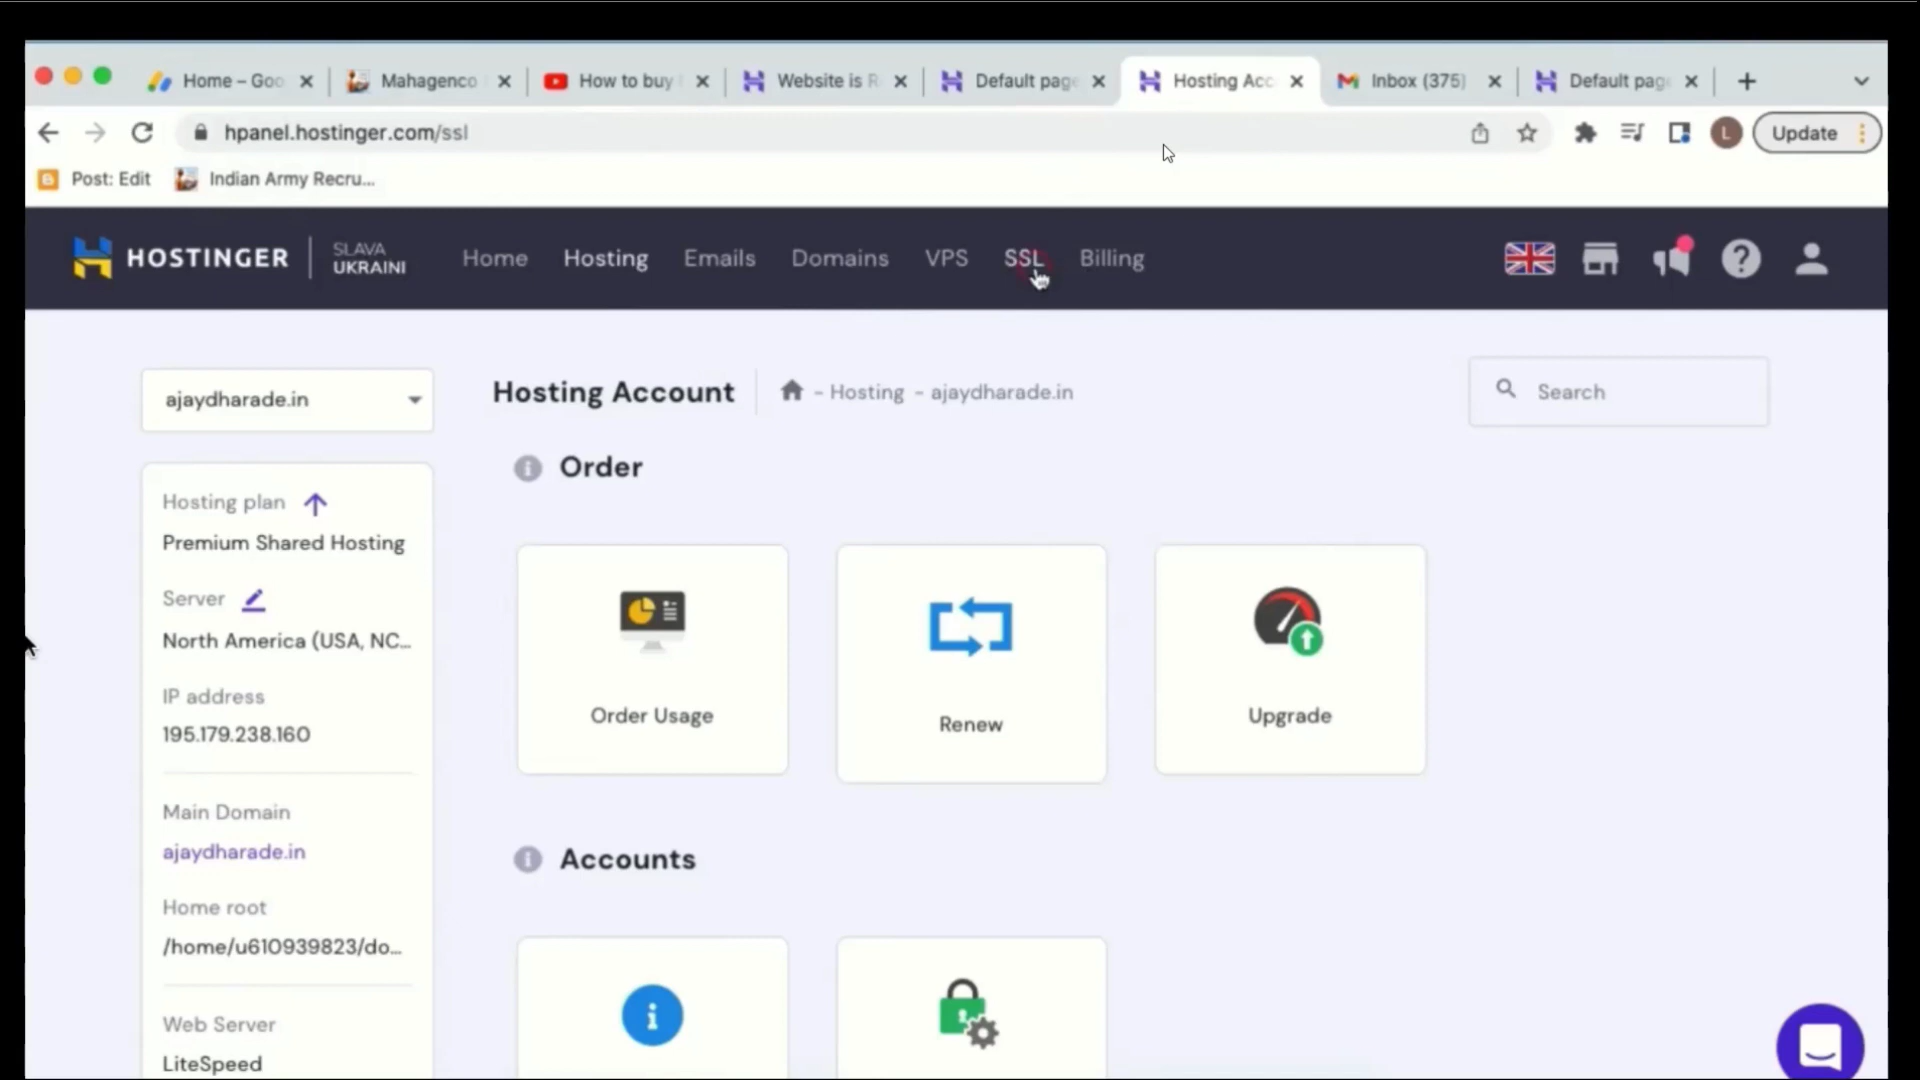 Home – Goo
Mahagenco
How to buy
Website is R
Default page
Hosting Acc
Inbox (375)
Default page
hpanel.hostinger.com/ssl
L
Update
Post: Edit
Indian Army Recru...
HOSTINGER
SLAVA
UKRAINI
Home
Hosting
Emails
Domains
VPS
SSL
Billing
ajaydharade.in
Hosting Account
- Hosting - ajaydharade.in
Search
Order
Hosting plan
Premium Shared Hosting
Server
North America (USA, NC...
IP address
195.179.238.160
Main Domain
ajaydharade.in
Home root
/home/u610939823/do...
Web Server
LiteSpeed
Order Usage
Renew
Upgrade
Accounts